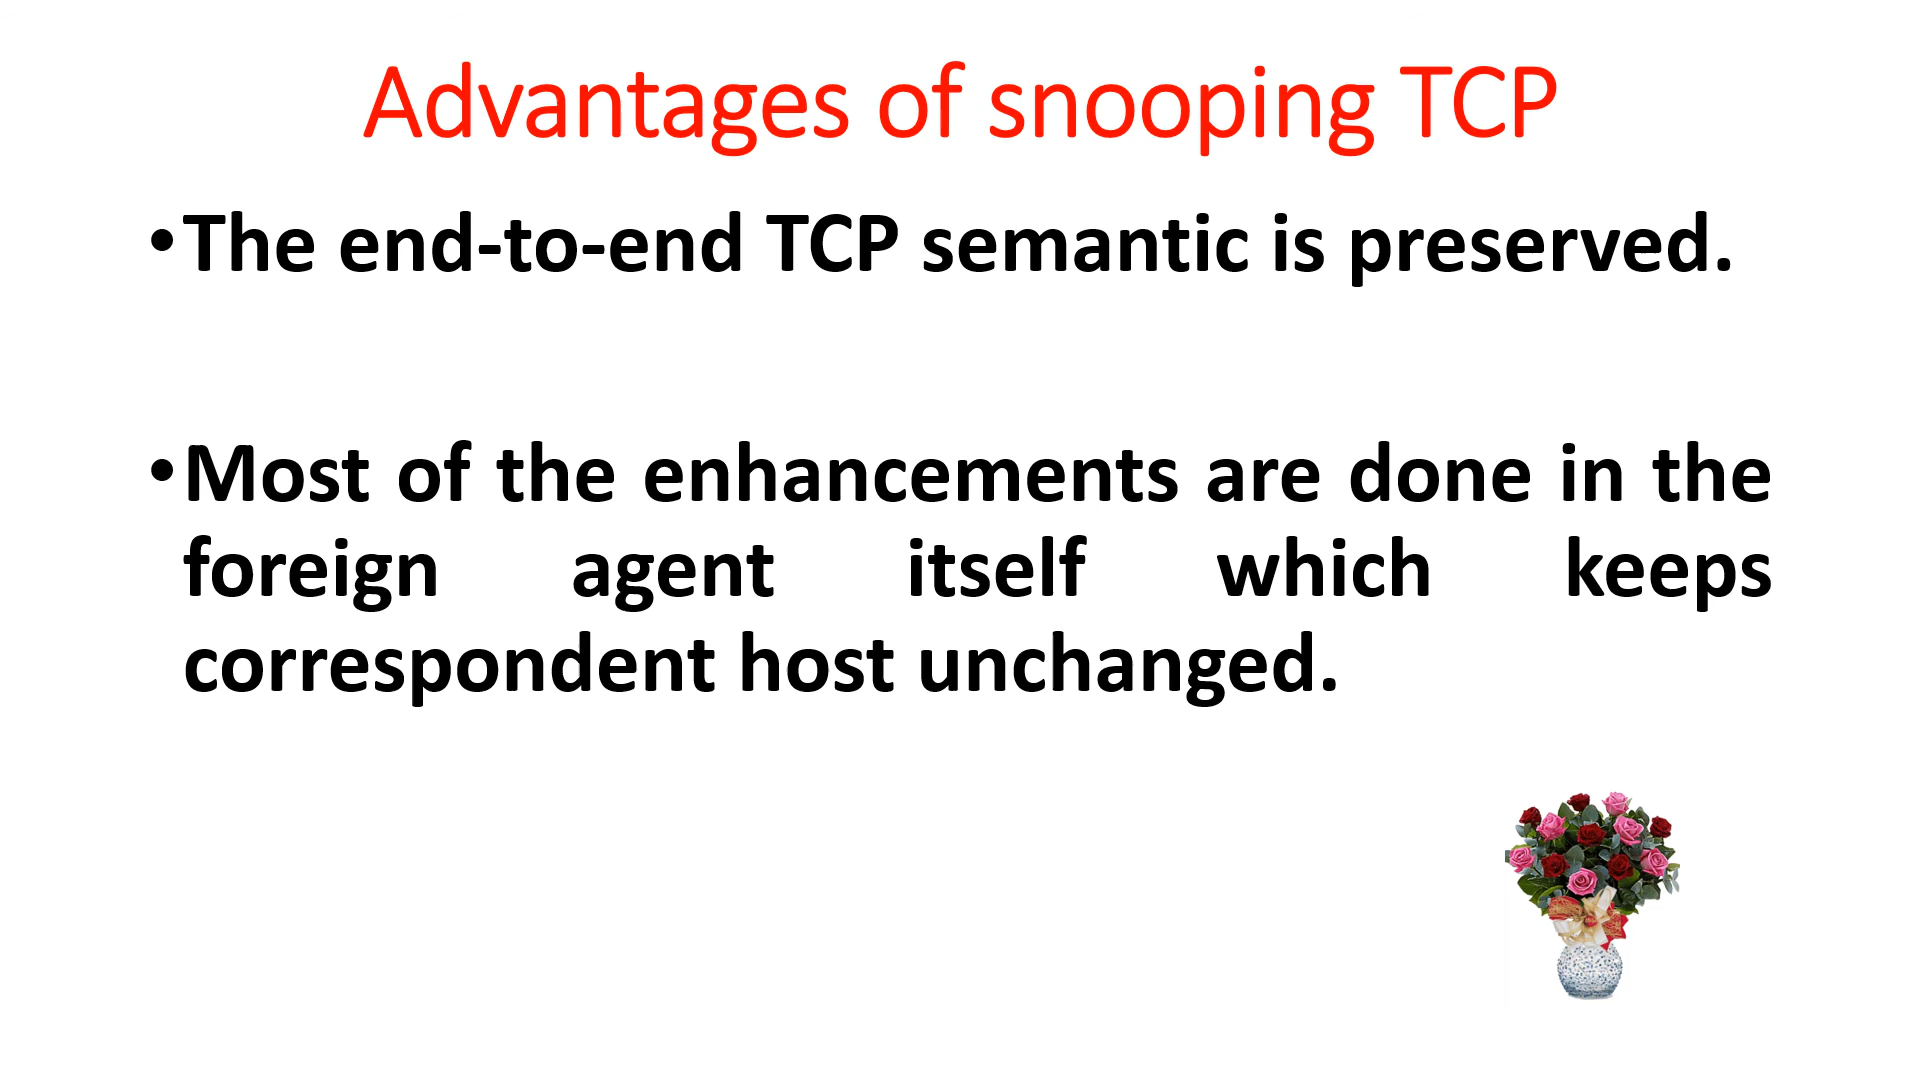 Advantages of snooping TCP
•The end-to-end TCP semantic is preserved.
•Most of the enhancements are done in the
foreign agent itself which keeps
correspondent host unchanged.